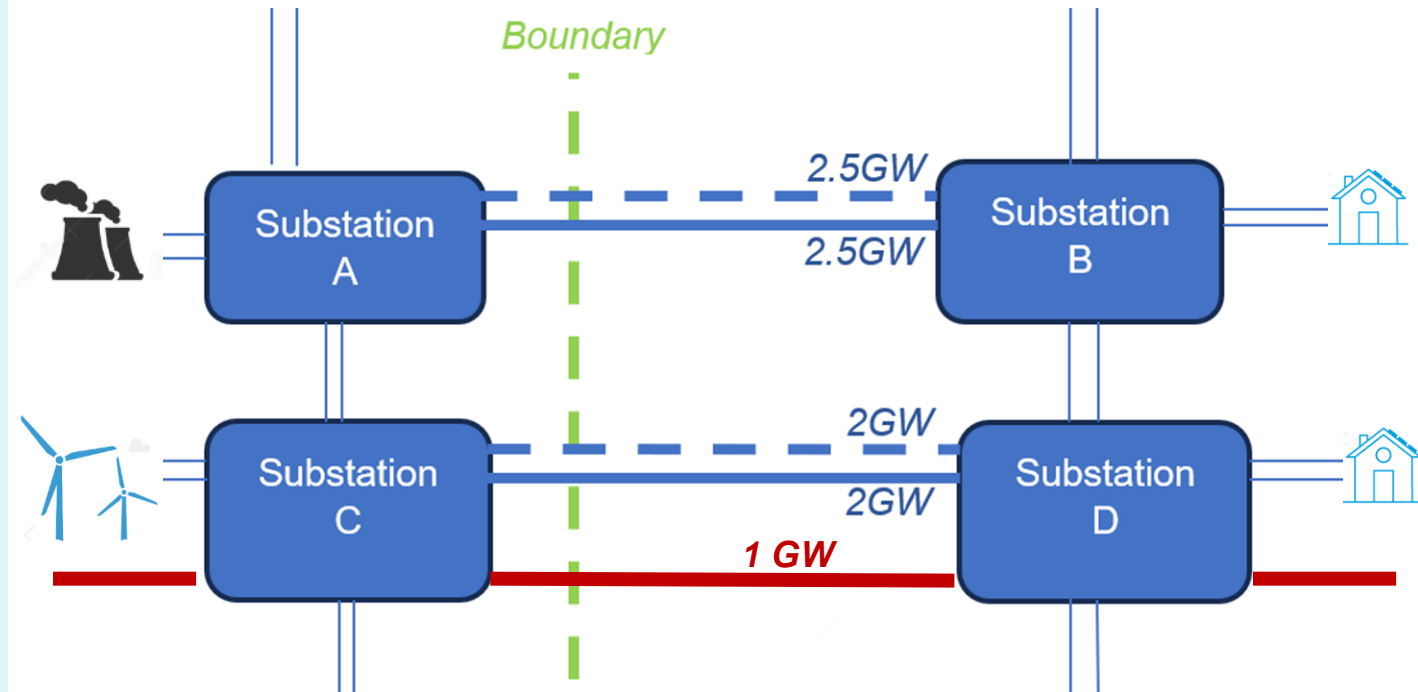 Boundary
2.5GW
Substation
A
2.5GW
Substation
B
2GW
Substation
C
2GW
Substation
D
1 GW